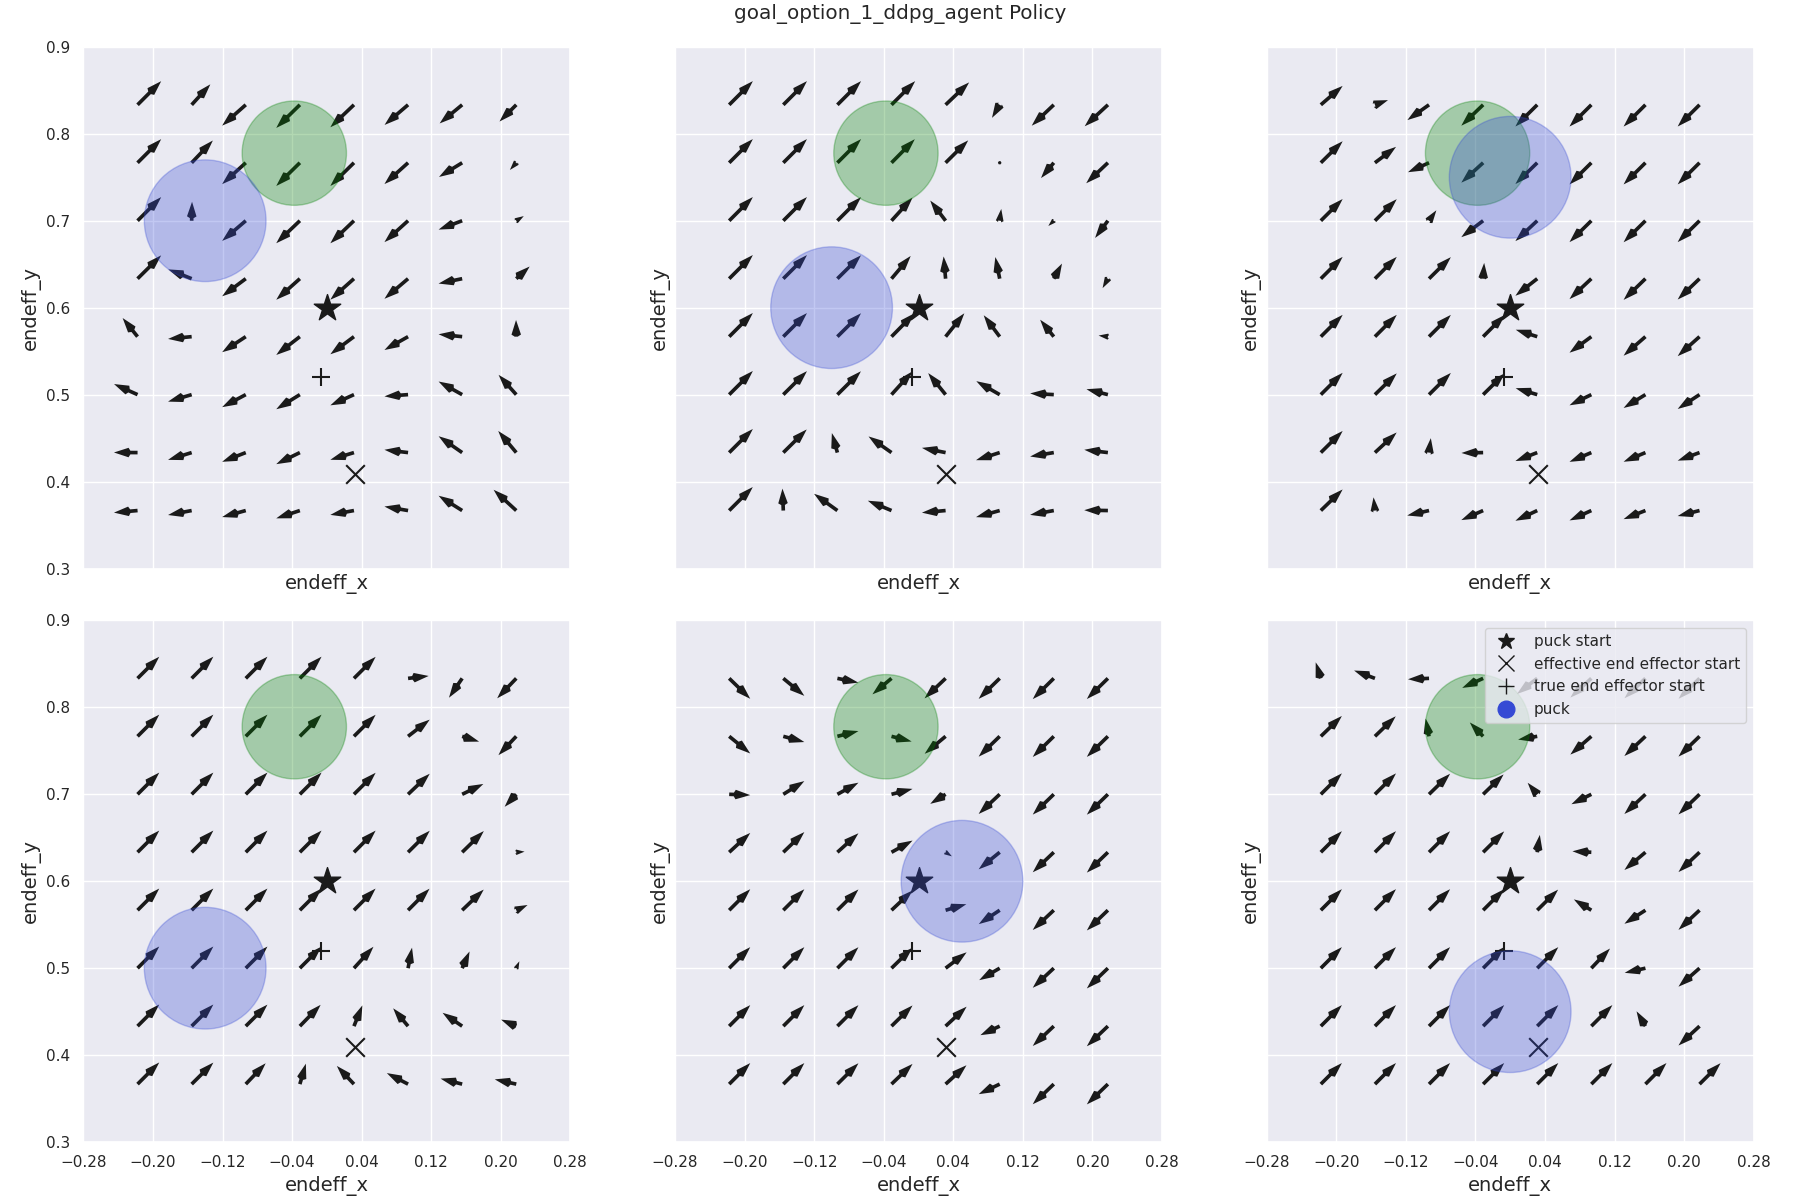 goal_option_1_ddpg_agent Policy
0.9
0.8
0.7
0.6
0.5
0.4
0.3
endeff_y
endeff_x
endeff_y
endeff_x
endeff_y
endeff_x
0.9
0.8
0.7
0.6
0.5
0.4
0.3
endeff_y
−0.28 −0.20 −0.12 −0.04 0.04 0.12 0.20 0.28
endeff_x
endeff_y
−0.28 −0.20 −0.12 −0.04 0.04 0.12 0.20 0.28
endeff_x
endeff_y
puck start
effective end effector start
true end effector start
puck
−0.28 −0.20 −0.12 −0.04 0.04 0.12 0.20 0.28
endeff_x